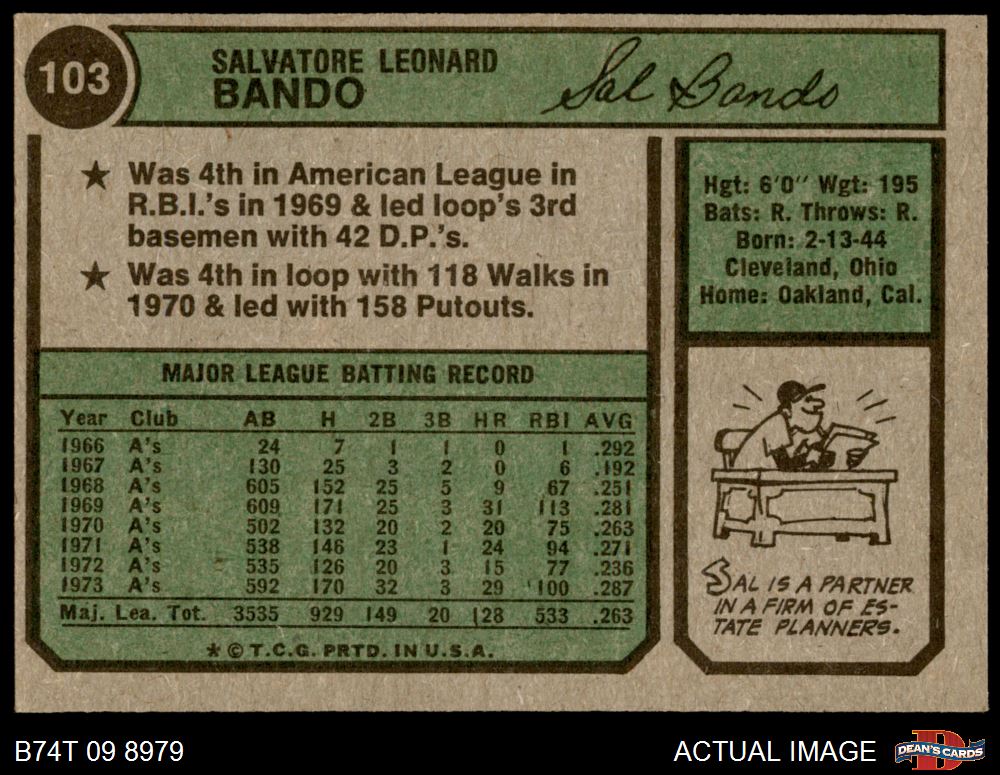 103
SALVATORE LEONARD
BANDO
Sal Bando
★ Was 4th in American League in
R.B.I.'s in 1969 & led loop's 3rd
basemen with 42 D.P.'s.
★ Was 4th in loop with 118 Walks in
1970 & led with 158 Putouts.
Hgt: 6'0" Wgt: 195
Bats: R. Throws: R.
Born: 2-13-44
Cleveland, Ohio
Home: Oakland, Cal.
MAJOR LEAGUE BATTING RECORD
Year Club AB H 2B 3B HR RBI AVG
1966 A's 24 7 1 1 0 1 .292
1967 A's 130 25 3 2 0 6 .192
1968 A's 605 152 25 5 9 67 .251
1969 A's 609 171 25 3 31 113 .281
1970 A's 502 132 20 2 20 75 .263
1971 A's 538 146 23 1 24 94 .271
1972 A's 535 126 20 3 15 77 .236
1973 A's 592 170 32 3 29 100 .287
Maj. Lea. Tot. 3535 929 149 20 128 533 .263
★ © T.C.G. PRTD. IN U.S.A.
SAL IS A PARTNER
IN A FIRM OF ES-
TATE PLANNERS.
B74T 09 8979
ACTUAL IMAGE
DEAN'S CARDS